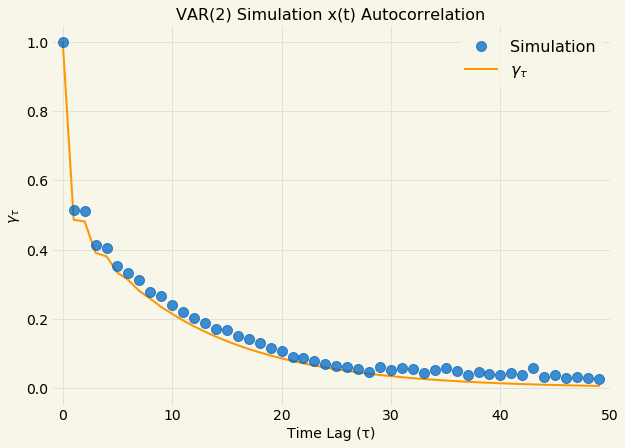 VAR(2) Simulation x(t) Autocorrelation
Simulation
γτ
γτ
1.0
0.8
0.6
0.4
0.2
0.0
0 10 20 30 40 50
Time Lag (τ)